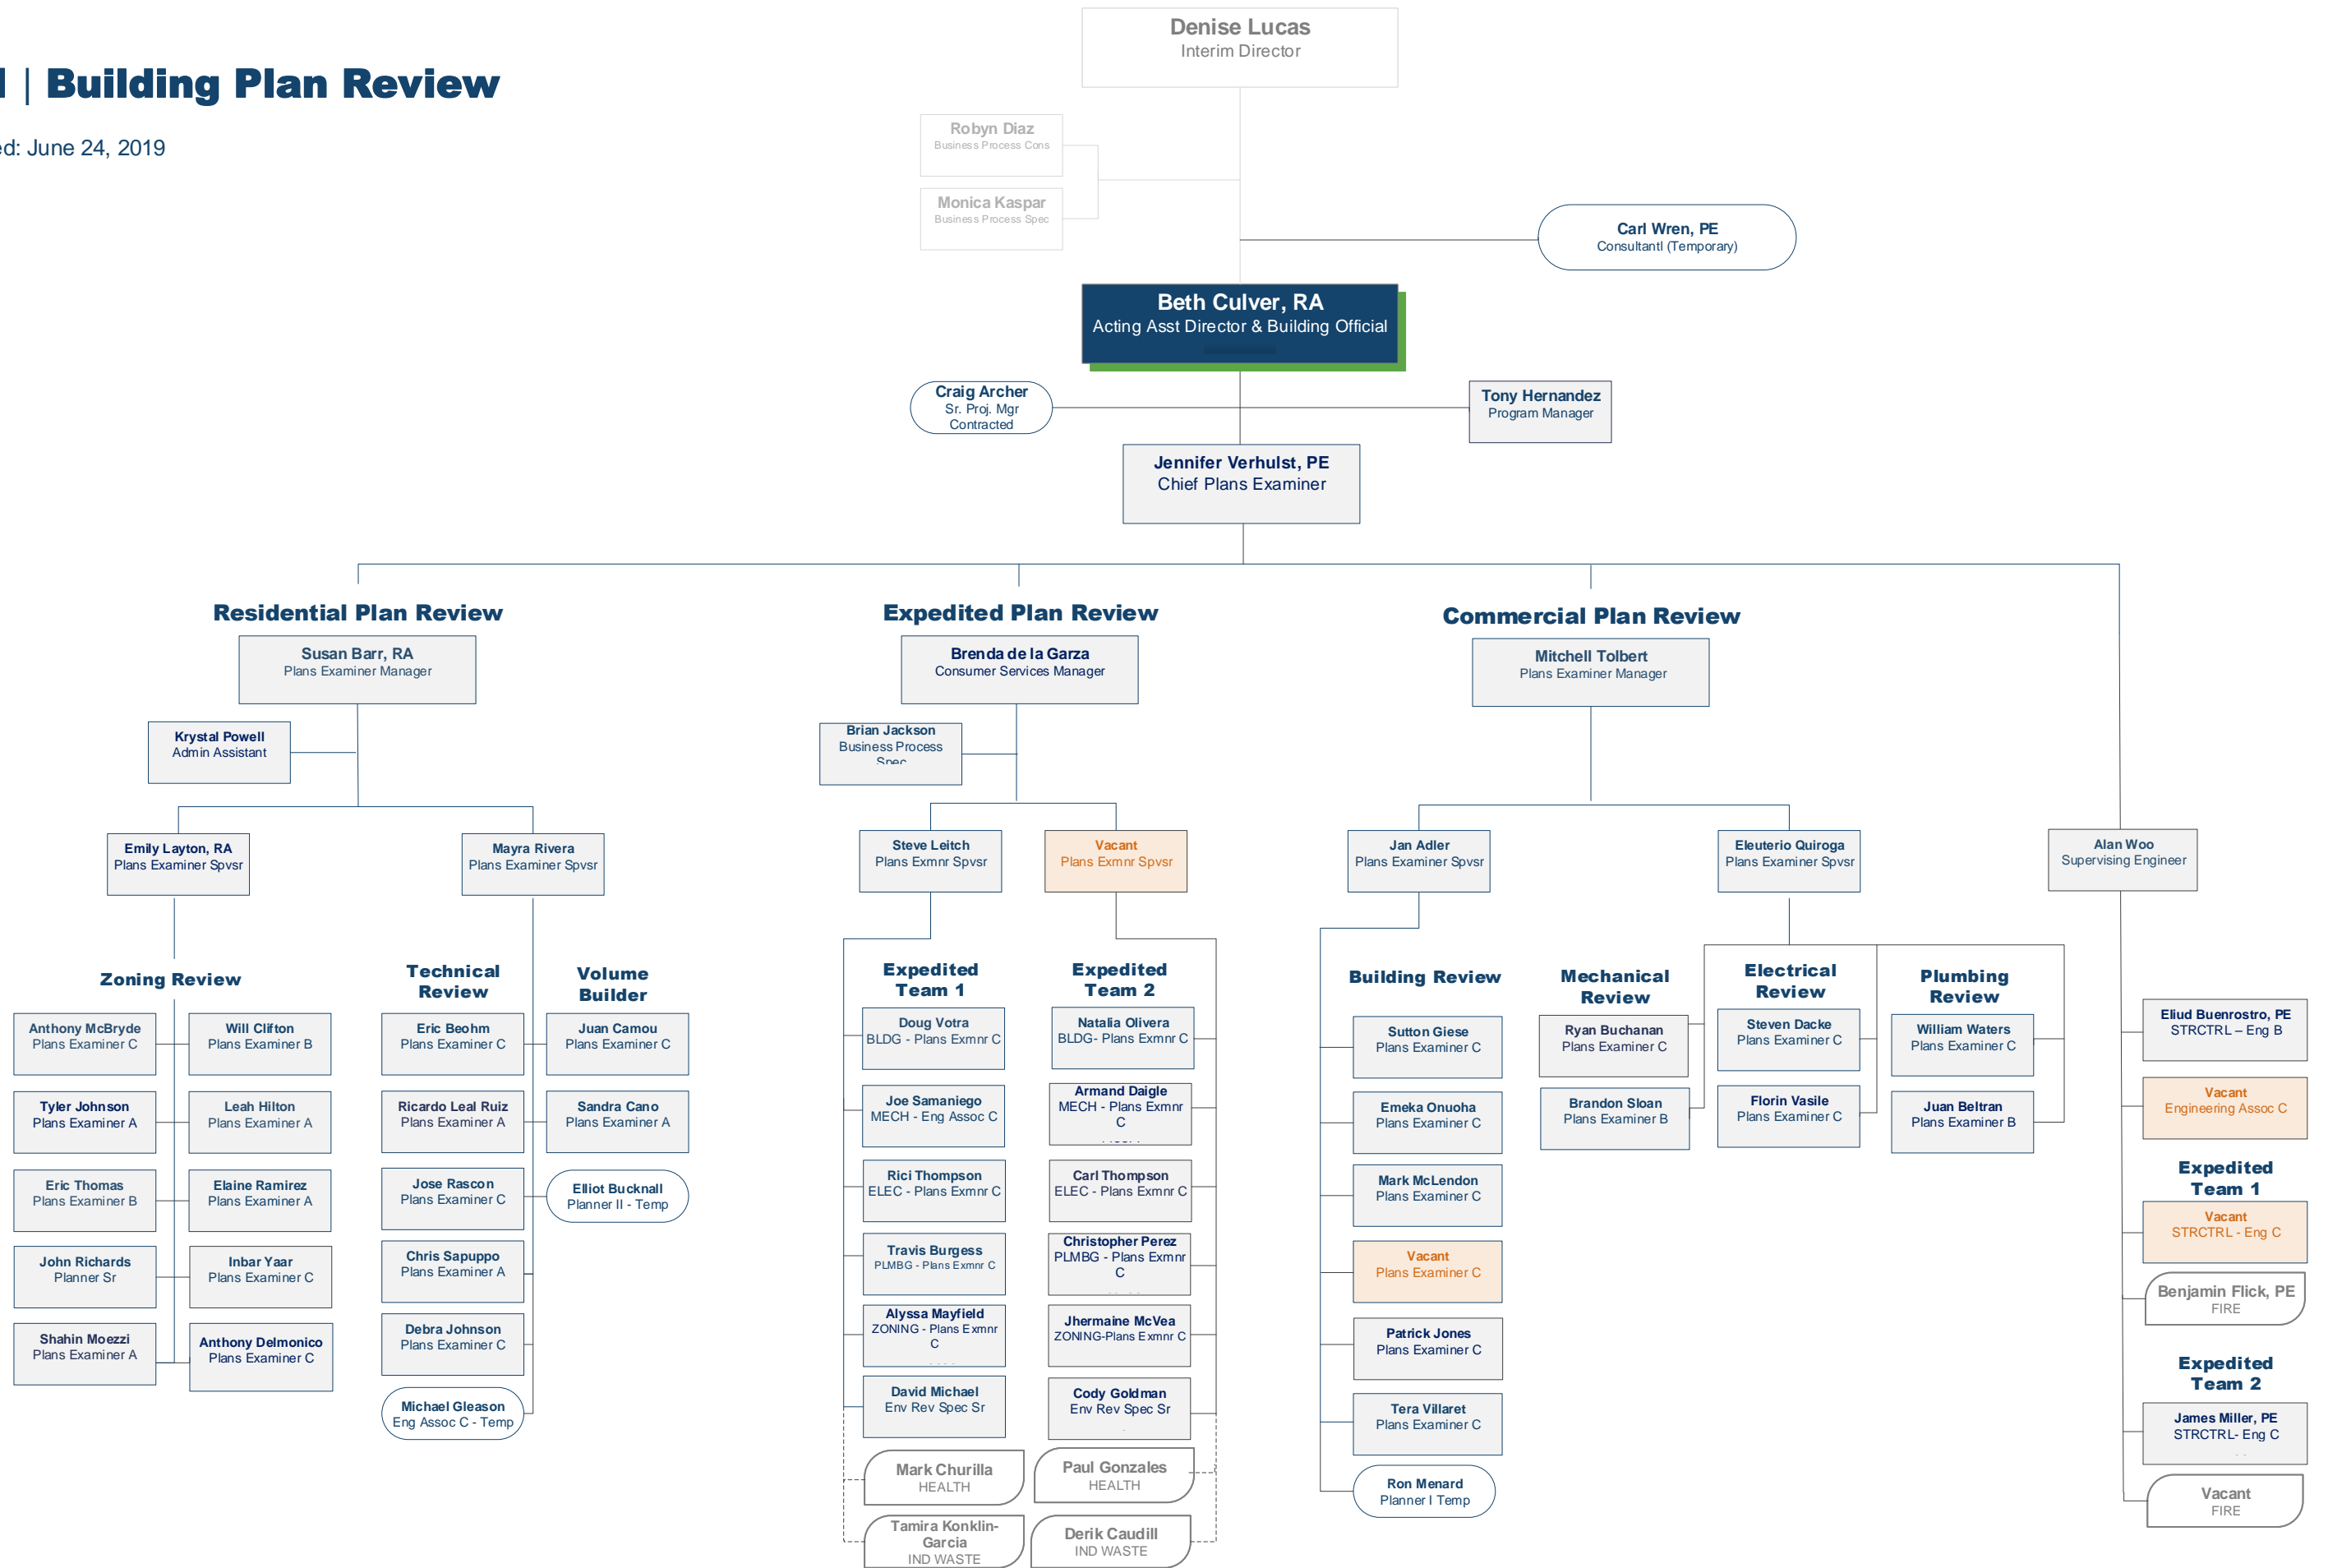 | Building Plan Review
ed: June 24, 2019
Denise Lucas
Interim Director
Robyn Diaz
Business Process Cons
Monica Kaspar
Business Process Spec
Carl Wren, PE
Consultantl (Temporary)
Beth Culver, RA
Acting Asst Director & Building Official
Craig Archer
Sr. Proj. Mgr
Contracted
Tony Hernandez
Program Manager
Jennifer Verhulst, PE
Chief Plans Examiner
Residential Plan Review
Susan Barr, RA
Plans Examiner Manager
Krystal Powell
Admin Assistant
Emily Layton, RA
Plans Examiner Spvsr
Mayra Rivera
Plans Examiner Spvsr
Zoning Review
Anthony McBryde
Plans Examiner C
Will Clifton
Plans Examiner B
Tyler Johnson
Plans Examiner A
Leah Hilton
Plans Examiner A
Eric Thomas
Plans Examiner B
Elaine Ramirez
Plans Examiner A
John Richards
Planner Sr
Inbar Yaar
Plans Examiner C
Shahin Moezzi
Plans Examiner A
Anthony Delmonico
Plans Examiner C
Technical
Review
Eric Beohm
Plans Examiner C
Ricardo Leal Ruiz
Plans Examiner A
Jose Rascon
Plans Examiner C
Chris Sapuppo
Plans Examiner A
Debra Johnson
Plans Examiner C
Michael Gleason
Eng Assoc C - Temp
Volume
Builder
Juan Camou
Plans Examiner C
Sandra Cano
Plans Examiner A
Elliot Bucknall
Planner II - Temp
Expedited Plan Review
Brenda de la Garza
Consumer Services Manager
Brian Jackson
Business Process
Spec
Steve Leitch
Plans Exmnr Spvsr
Vacant
Plans Exmnr Spvsr
Expedited
Team 1
Doug Votra
BLDG - Plans Exmnr C
Joe Samaniego
MECH - Eng Assoc C
Rici Thompson
ELEC - Plans Exmnr C
Travis Burgess
PLMBG - Plans Exmnr C
Alyssa Mayfield
ZONING - Plans Exmnr
C
David Michael
Env Rev Spec Sr
Mark Churilla
HEALTH
Tamira Konklin-
Garcia
IND WASTE
Expedited
Team 2
Natalia Olivera
BLDG- Plans Exmnr C
Armand Daigle
MECH - Plans Exmnr
C
Carl Thompson
ELEC - Plans Exmnr C
Christopher Perez
PLMBG - Plans Exmnr
C
Jhermaine McVea
ZONING-Plans Exmnr C
Cody Goldman
Env Rev Spec Sr
Paul Gonzales
HEALTH
Derik Caudill
IND WASTE
Commercial Plan Review
Mitchell Tolbert
Plans Examiner Manager
Jan Adler
Plans Examiner Spvsr
Eleuterio Quiroga
Plans Examiner Spvsr
Building Review
Sutton Giese
Plans Examiner C
Emeka Onuoha
Plans Examiner C
Mark McLendon
Plans Examiner C
Vacant
Plans Examiner C
Patrick Jones
Plans Examiner C
Tera Villaret
Plans Examiner C
Ron Menard
Planner I Temp
Mechanical
Review
Ryan Buchanan
Plans Examiner C
Brandon Sloan
Plans Examiner B
Electrical
Review
Steven Dacke
Plans Examiner C
Florin Vasile
Plans Examiner C
Plumbing
Review
William Waters
Plans Examiner C
Juan Beltran
Plans Examiner B
Alan Woo
Supervising Engineer
Eliud Buenrostro, PE
STRCTRL – Eng B
Vacant
Engineering Assoc C
Expedited
Team 1
Vacant
STRCTRL - Eng C
Benjamin Flick, PE
FIRE
Expedited
Team 2
James Miller, PE
STRCTRL- Eng C
Vacant
FIRE